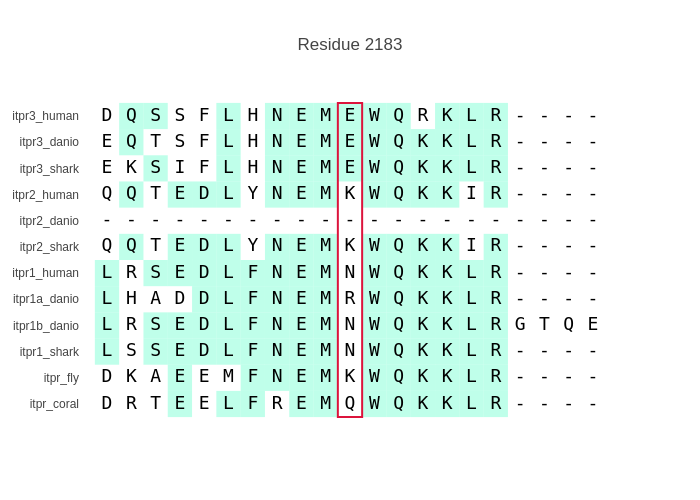 Residue 2183
itpr3_human D Q S S F L H N E M E W Q R K L R - - - -
itpr3_danio E Q T S F L H N E M E W Q K K L R - - - -
itpr3_shark E K S I F L H N E M E W Q K K L R - - - -
itpr2_human Q Q T E D L Y N E M K W Q K K I R - - - -
itpr2_danio - - - - - - - - - - - - - - - - - - - - -
itpr2_shark Q Q T E D L Y N E M K W Q K K I R - - - -
itpr1_human L R S E D L F N E M N W Q K K L R - - - -
itpr1a_danio L H A D D L F N E M R W Q K K L R - - - -
itpr1b_danio L R S E D L F N E M N W Q K K L R G T Q E
itpr1_shark L S S E D L F N E M N W Q K K L R - - - -
itpr_fly D K A E E M F N E M K W Q K K L R - - - -
itpr_coral D R T E E L F R E M Q W Q K K L R - - - -